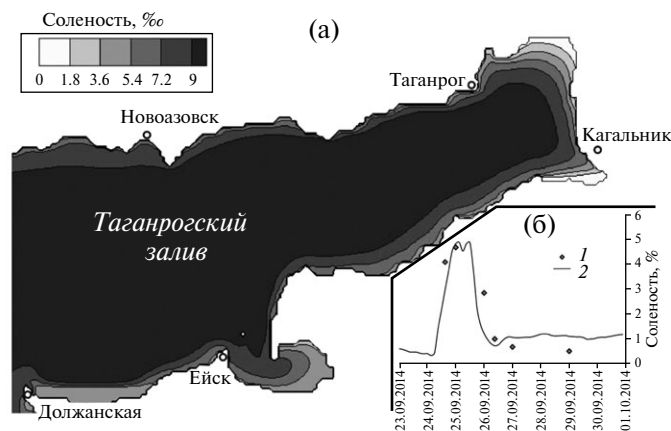 Соленость, ‰
0 1.8 3.6 5.4 7.2 9
(а)
Таганрог
Новоазовск
Кагальник
Таганрогский
залив
Ейск
Должанская
(б)
1
2
6
5
4
3
2
1
0
Соленость, %
23.09.2014
24.09.2014
25.09.2014
26.09.2014
27.09.2014
28.09.2014
29.09.2014
30.09.2014
01.10.2014